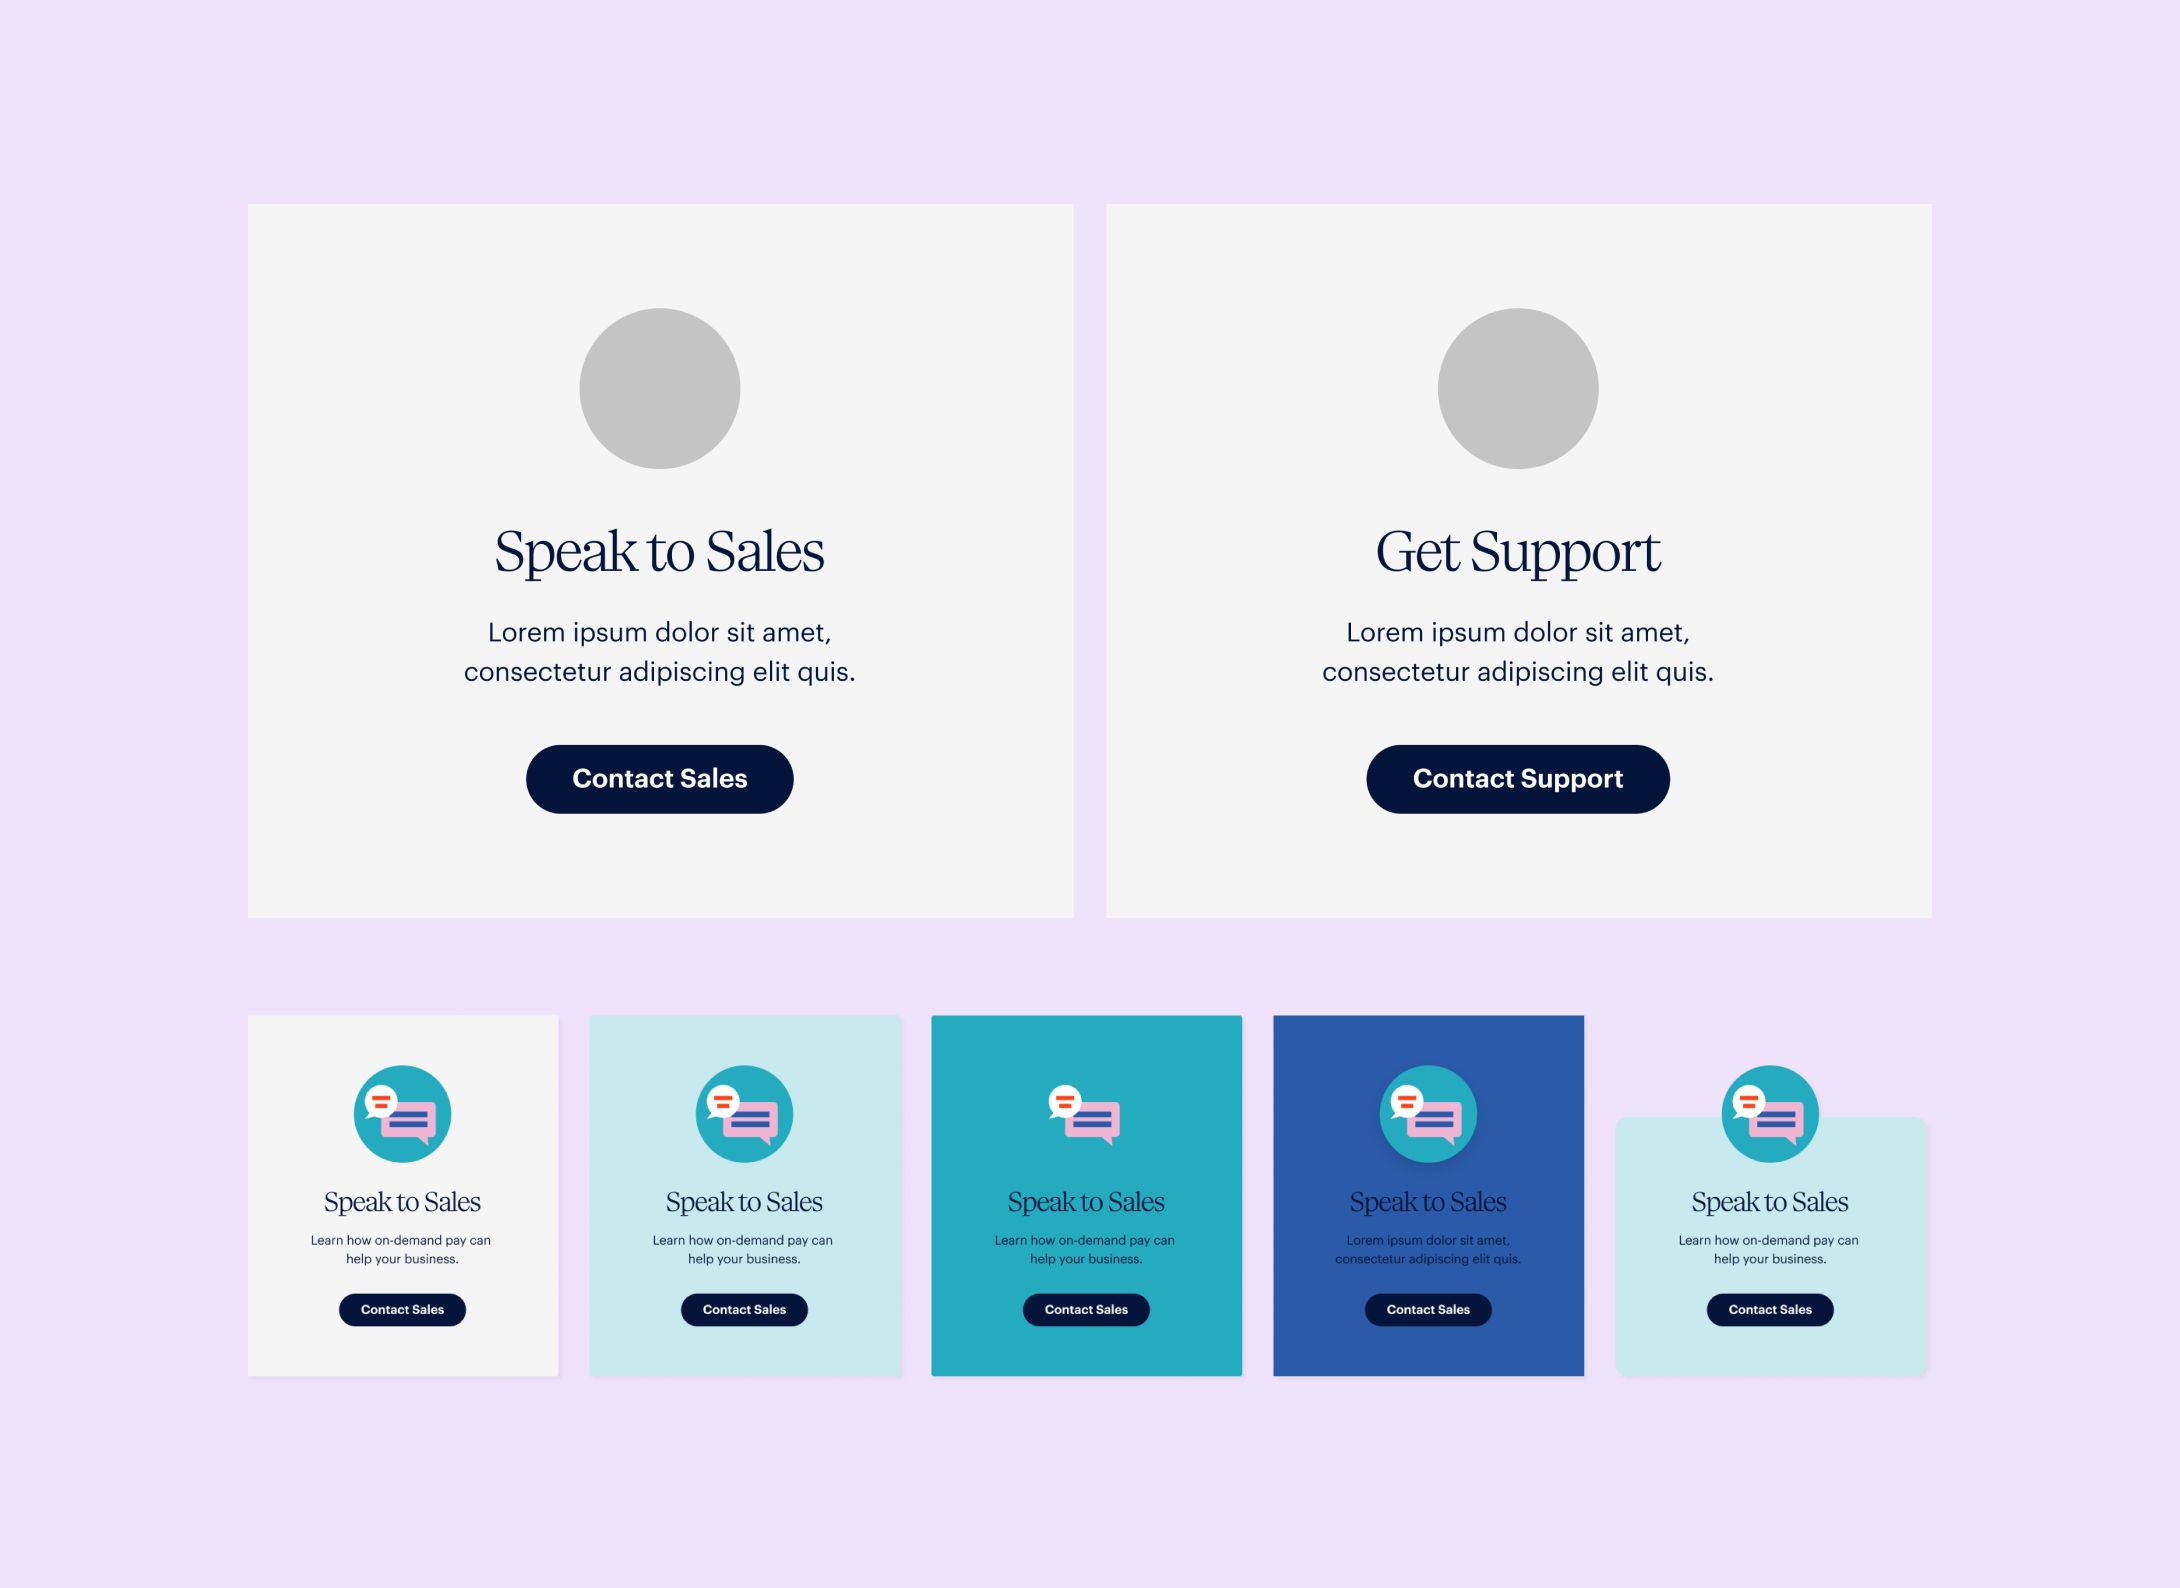 Speak to Sales
Lorem ipsum dolor sit amet,
consectetur adipiscing elit quis.
Contact Sales
Get Support
Lorem ipsum dolor sit amet,
consectetur adipiscing elit quis.
Contact Support
Speak to Sales
Learn how on-demand pay can
help your business.
Contact Sales
Speak to Sales
Learn how on-demand pay can
help your business.
Contact Sales
Speak to Sales
Learn how on-demand pay can
help your business.
Contact Sales
Speak to Sales
Lorem ipsum dolor sit amet,
consectetur adipiscing elit quis.
Contact Sales
Speak to Sales
Learn how on-demand pay can
help your business.
Contact Sales